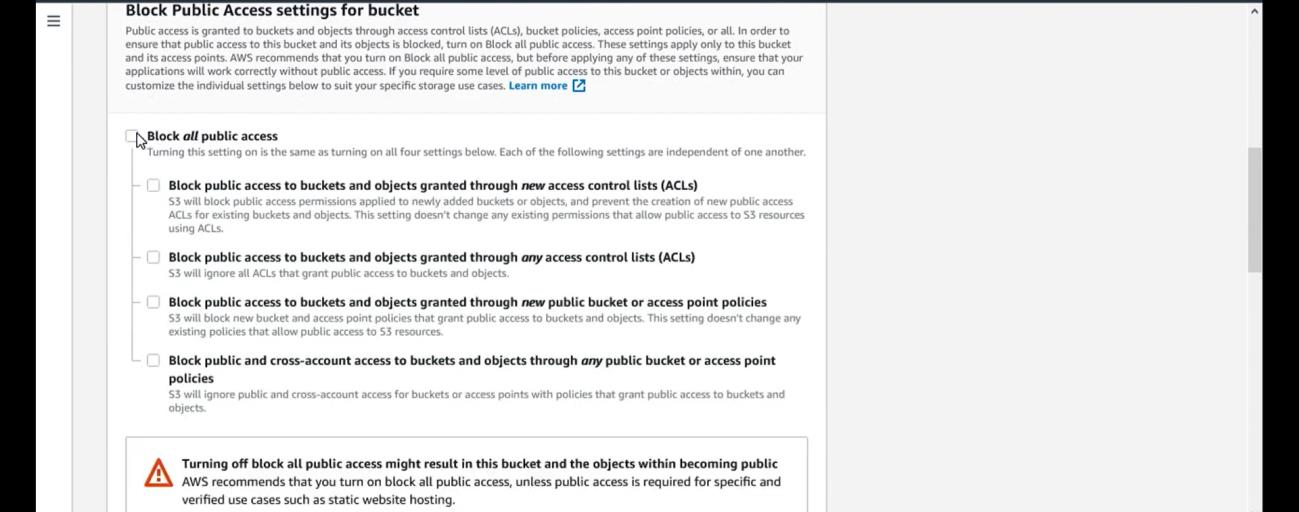 Block Public Access settings for bucket
Public access is granted to buckets and objects through access control lists (ACLs), bucket policies, access point policies, or all. In order to
ensure that public access to this bucket and its objects is blocked, turn on Block all public access. These settings apply only to this bucket
and its access points. AWS recommends that you turn on Block all public access, but before applying any of these settings, ensure that your
applications will work correctly without public access. If you require some level of public access to this bucket or objects within, you can
customize the individual settings below to suit your specific storage use cases. Learn more
Block all public access
Turning this setting on is the same as turning on all four settings below. Each of the following settings are independent of one another.
Block public access to buckets and objects granted through new access control lists (ACLs)
S3 will block public access permissions applied to newly added buckets or objects, and prevent the creation of new public access
ACLs for existing buckets and objects. This setting doesn't change any existing permissions that allow public access to S3 resources
using ACLs.
Block public access to buckets and objects granted through any access control lists (ACLs)
S3 will ignore all ACLs that grant public access to buckets and objects.
Block public access to buckets and objects granted through new public bucket or access point policies
S3 will block new bucket and access point policies that grant public access to buckets and objects. This setting doesn't change any
existing policies that allow public access to S3 resources.
Block public and cross-account access to buckets and objects through any public bucket or access point
policies
S3 will ignore public and cross-account access for buckets or access points with policies that grant public access to buckets and
objects.
Turning off block all public access might result in this bucket and the objects within becoming public
AWS recommends that you turn on block all public access, unless public access is required for specific and
verified use cases such as static website hosting.